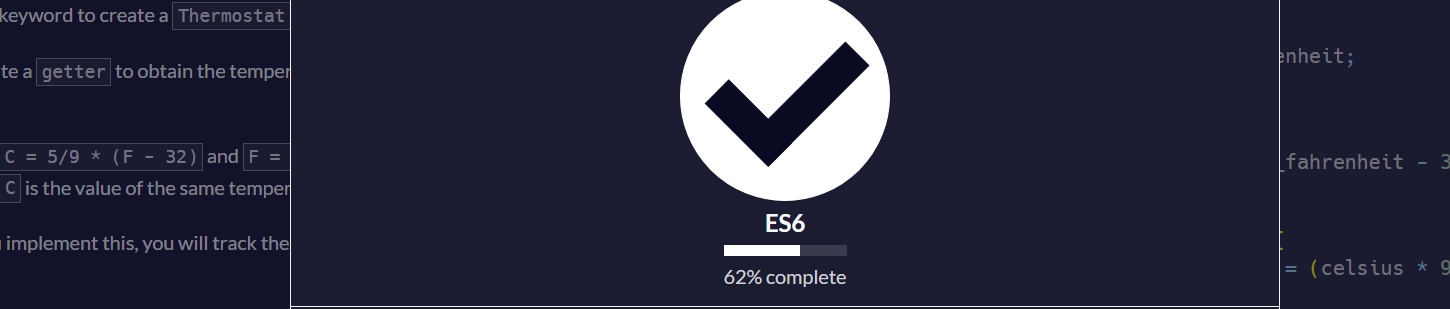 keyword to create a Thermostat
te a getter to obtain the temper
C = 5/9 * (F - 32) and F =
C is the value of the same temper
implement this, you will track the
ES6
62% complete
enheit;
_fahrenheit - 3
= (celsius * 9